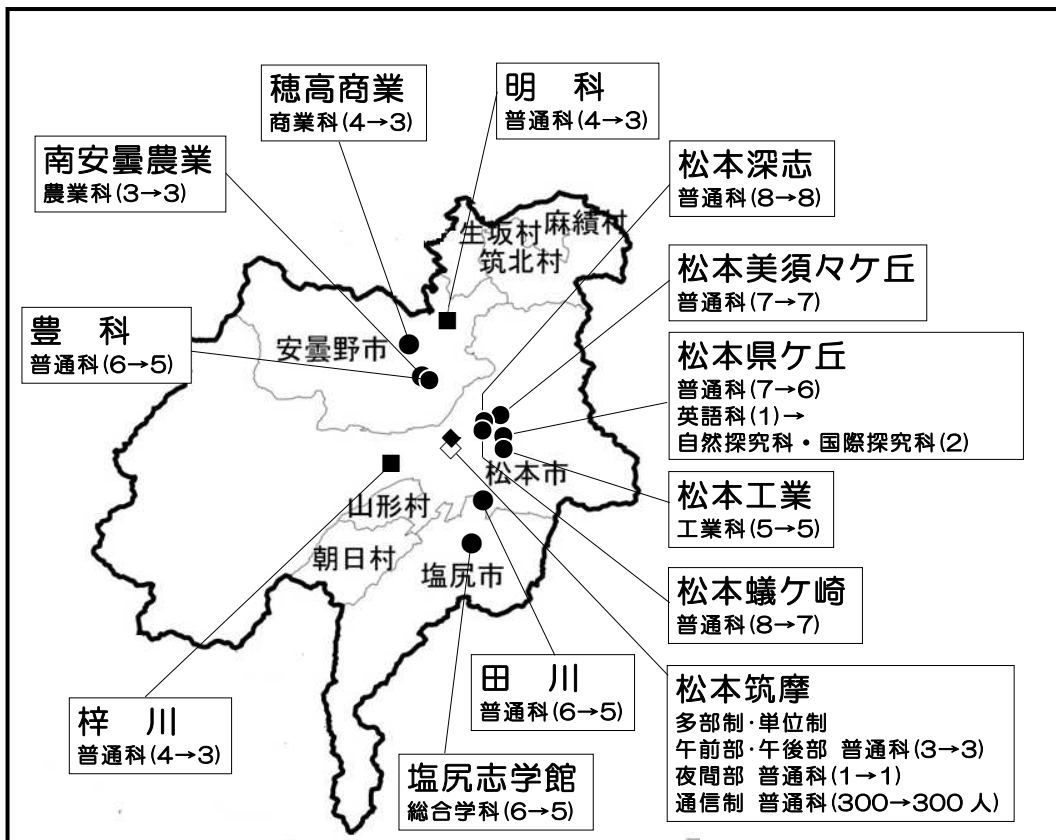 穂高商業
商業科(4→3)
明　科
普通科(4→3)
南安曇農業
農業科(3→3)
松本深志
普通科(8→8)
生坂村
麻績村
筑北村
松本美須々ケ丘
普通科(7→7)
豊　科
普通科(6→5)
安曇野市
松本県ケ丘
普通科(7→6)
英語科(1)→
自然探究科・国際探究科(2)
松本市
山形村
松本工業
工業科(5→5)
朝日村
塩尻市
松本蟻ケ崎
普通科(8→7)
田　川
普通科(6→5)
梓　川
普通科(4→3)
塩尻志学館
総合学科(6→5)
松本筑摩
多部制･単位制
午前部･午後部 普通科(3→3)
夜間部 普通科(1→1)
通信制 普通科(300→300 人)